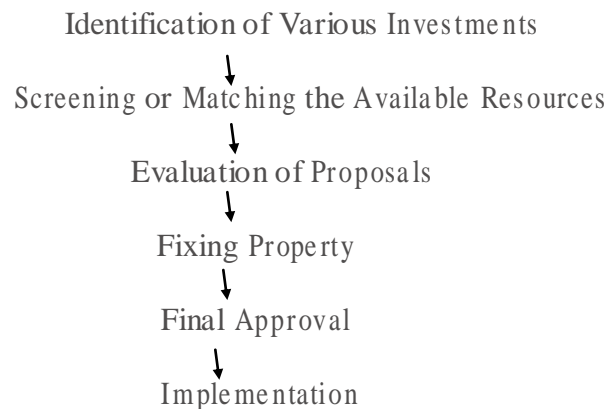 Identification of Various Investments
Screening or Matching the Available Resources
Evaluation of Proposals
Fixing Property
Final Approval
Implementation